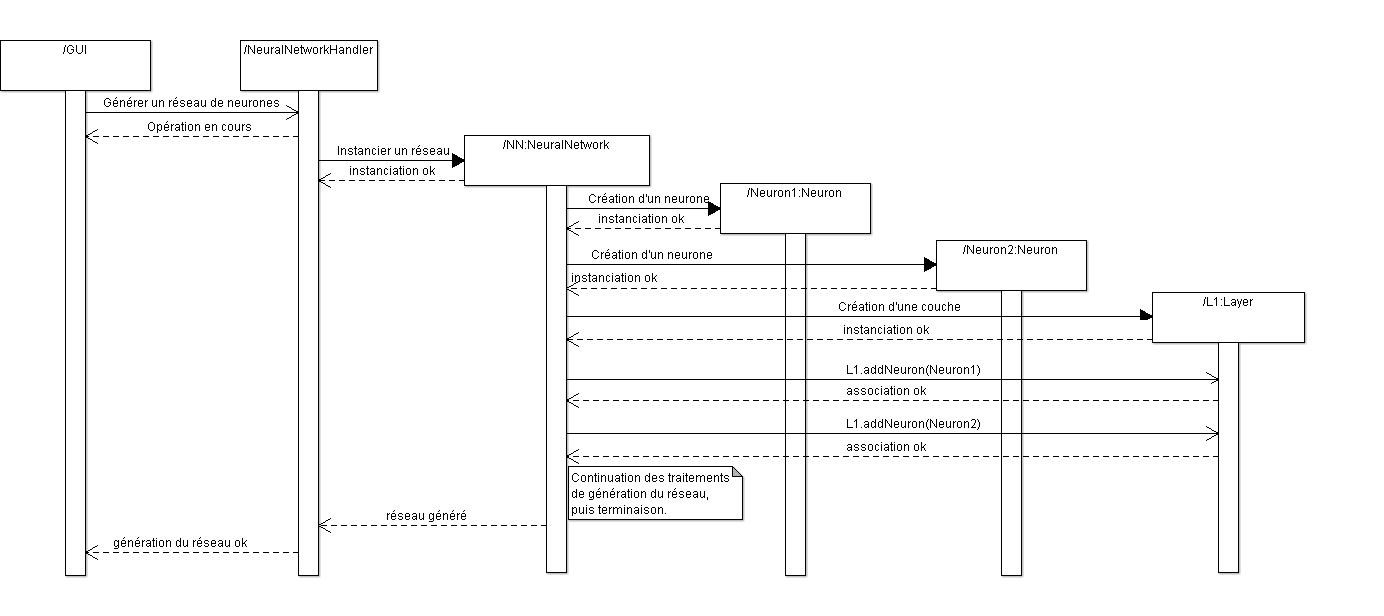 /GUI
/NeuralNetworkHandler
Générer un réseau de neurones
Opération en cours
/NN:NeuralNetwork
Instancier un réseau
instanciation ok
/Neuron1:Neuron
Création d'un neurone
instanciation ok
/Neuron2:Neuron
Création d'un neurone
instanciation ok
/L1:Layer
Création d'une couche
instanciation ok
L1.addNeuron(Neuron1)
association ok
L1.addNeuron(Neuron2)
association ok
Continuation des traitements
de génération du réseau,
puis terminaison.
réseau généré
génération du réseau ok